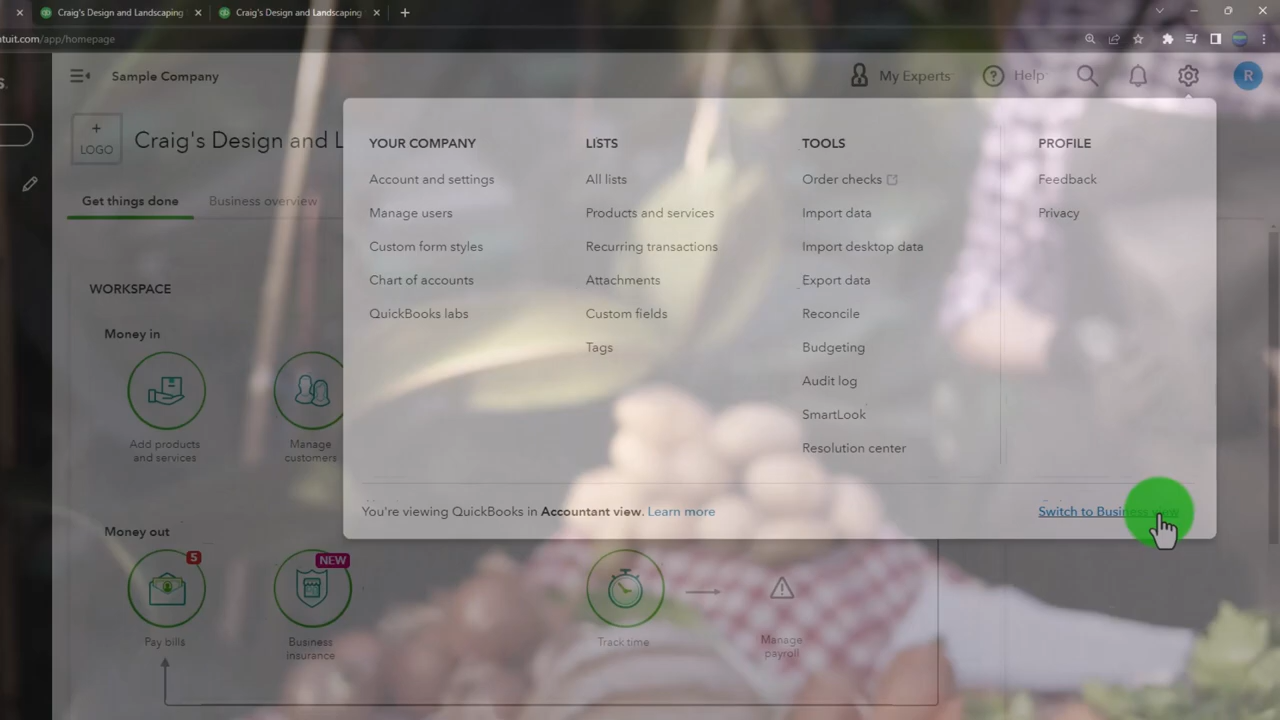 Craig's Design and Landscaping
Craig's Design and Landscaping
ntuit.com/app/homepage
Sample Company
My Experts
Help
R
+
LOGO
Craig's Design and L
Get things done
Business overview
YOUR COMPANY
Account and settings
Manage users
Custom form styles
Chart of accounts
QuickBooks labs
LISTS
All lists
Products and services
Recurring transactions
Attachments
Custom fields
Tags
TOOLS
Order checks
Import data
Import desktop data
Export data
Reconcile
Budgeting
Audit log
SmartLook
Resolution center
PROFILE
Feedback
Privacy
You're viewing QuickBooks in Accountant view. Learn more
Switch to Business view
WORKSPACE
Money in
Add products
and services
Manage
customers
Money out
5
Pay bills
NEW
Business
insurance
Track time
Manage
payroll